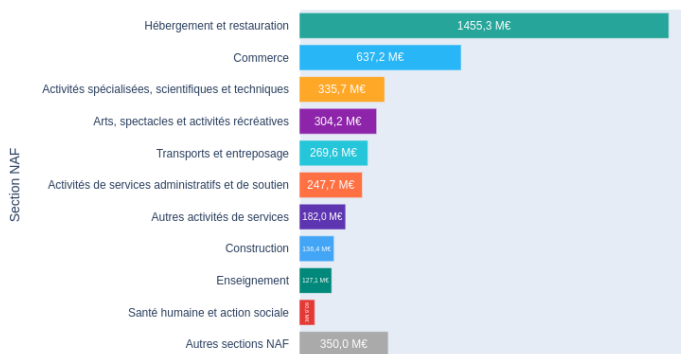 Section NAF
Hébergement et restauration 1455,3 M€
Commerce 637,2 M€
Activités spécialisées, scientifiques et techniques 335,7 M€
Arts, spectacles et activités récréatives 304,2 M€
Transports et entreposage 269,6 M€
Activités de services administratifs et de soutien 247,7 M€
Autres activités de services 182,0 M€
Construction 136,4 M€
Enseignement 127,1 M€
Santé humaine et action sociale
Autres sections NAF 350,0 M€